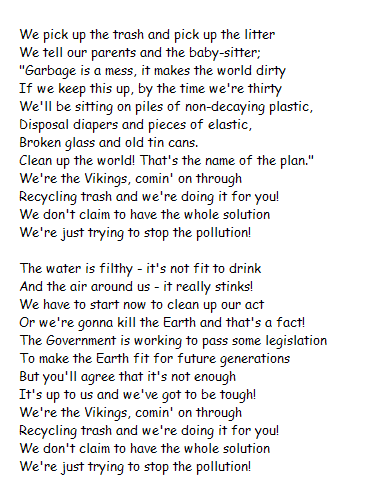 We pick up the trash and pick up the litter
We tell our parents and the baby-sitter;
"Garbage is a mess, it makes the world dirty
If we keep this up, by the time we're thirty
We'll be sitting on piles of non-decaying plastic,
Disposal diapers and pieces of elastic,
Broken glass and old tin cans.
Clean up the world! That's the name of the plan."
We're the Vikings, comin' on through
Recycling trash and we're doing it for you!
We don't claim to have the whole solution
We're just trying to stop the pollution!

The water is filthy - it's not fit to drink
And the air around us - it really stinks!
We have to start now to clean up our act
Or we're gonna kill the Earth and that's a fact!
The Government is working to pass some legislation
To make the Earth fit for future generations
But you'll agree that it's not enough
It's up to us and we've got to be tough!
We're the Vikings, comin' on through
Recycling trash and we're doing it for you!
We don't claim to have the whole solution
We're just trying to stop the pollution!